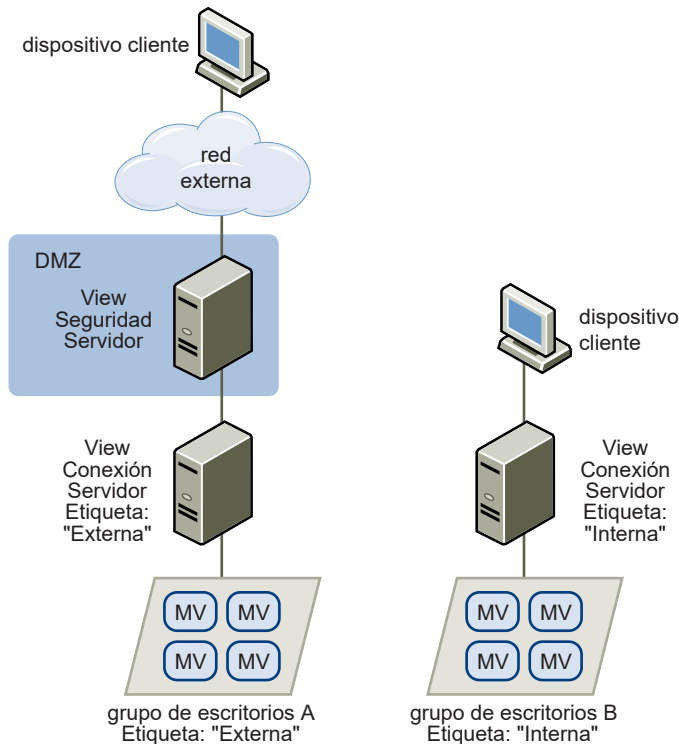 dispositivo cliente
red
externa
DMZ
View
Seguridad
Servidor
View
Conexión
Servidor
Etiqueta:
"Externa"
MV
MV
MV
MV
grupo de escritorios A
Etiqueta: "Externa"
dispositivo
cliente
View
Conexión
Servidor
Etiqueta:
"Interna"
MV
MV
MV
MV
grupo de escritorios B
Etiqueta: "Interna"